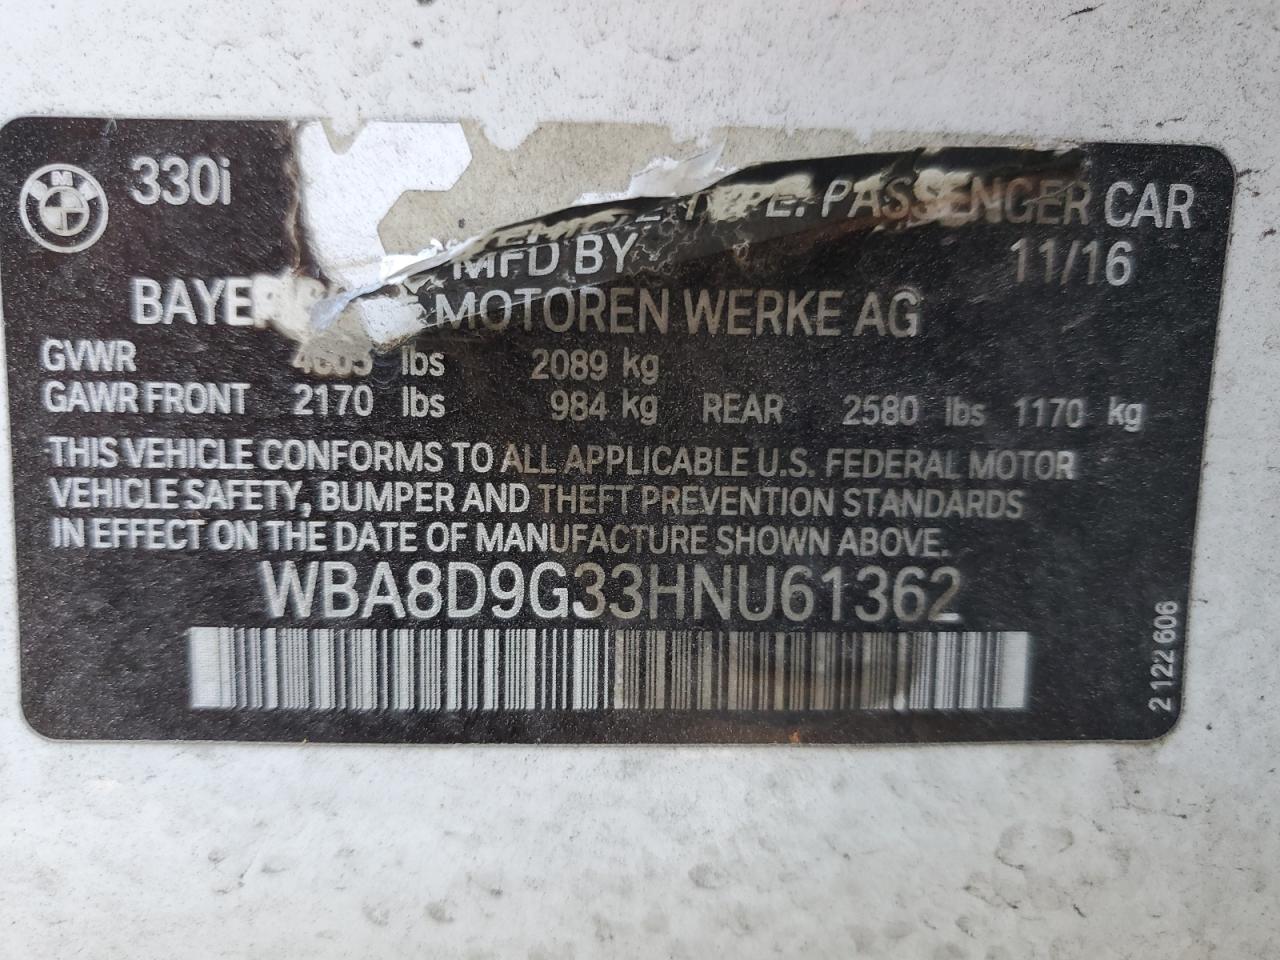 BMW
330i
TYPE: PASSENGER CAR
MFD BY 11/16
MOTOREN WERKE AG
GVWR lbs 2089 kg
GAWR FRONT 2170 lbs 984 kg REAR 2580 lbs 1170 kg
THIS VEHICLE CONFORMS TO ALL APPLICABLE U.S. FEDERAL MOTOR
VEHICLE SAFETY, BUMPER AND THEFT PREVENTION STANDARDS
IN EFFECT ON THE DATE OF MANUFACTURE SHOWN ABOVE.
WBA8D9G33HNU61362
2 122 606